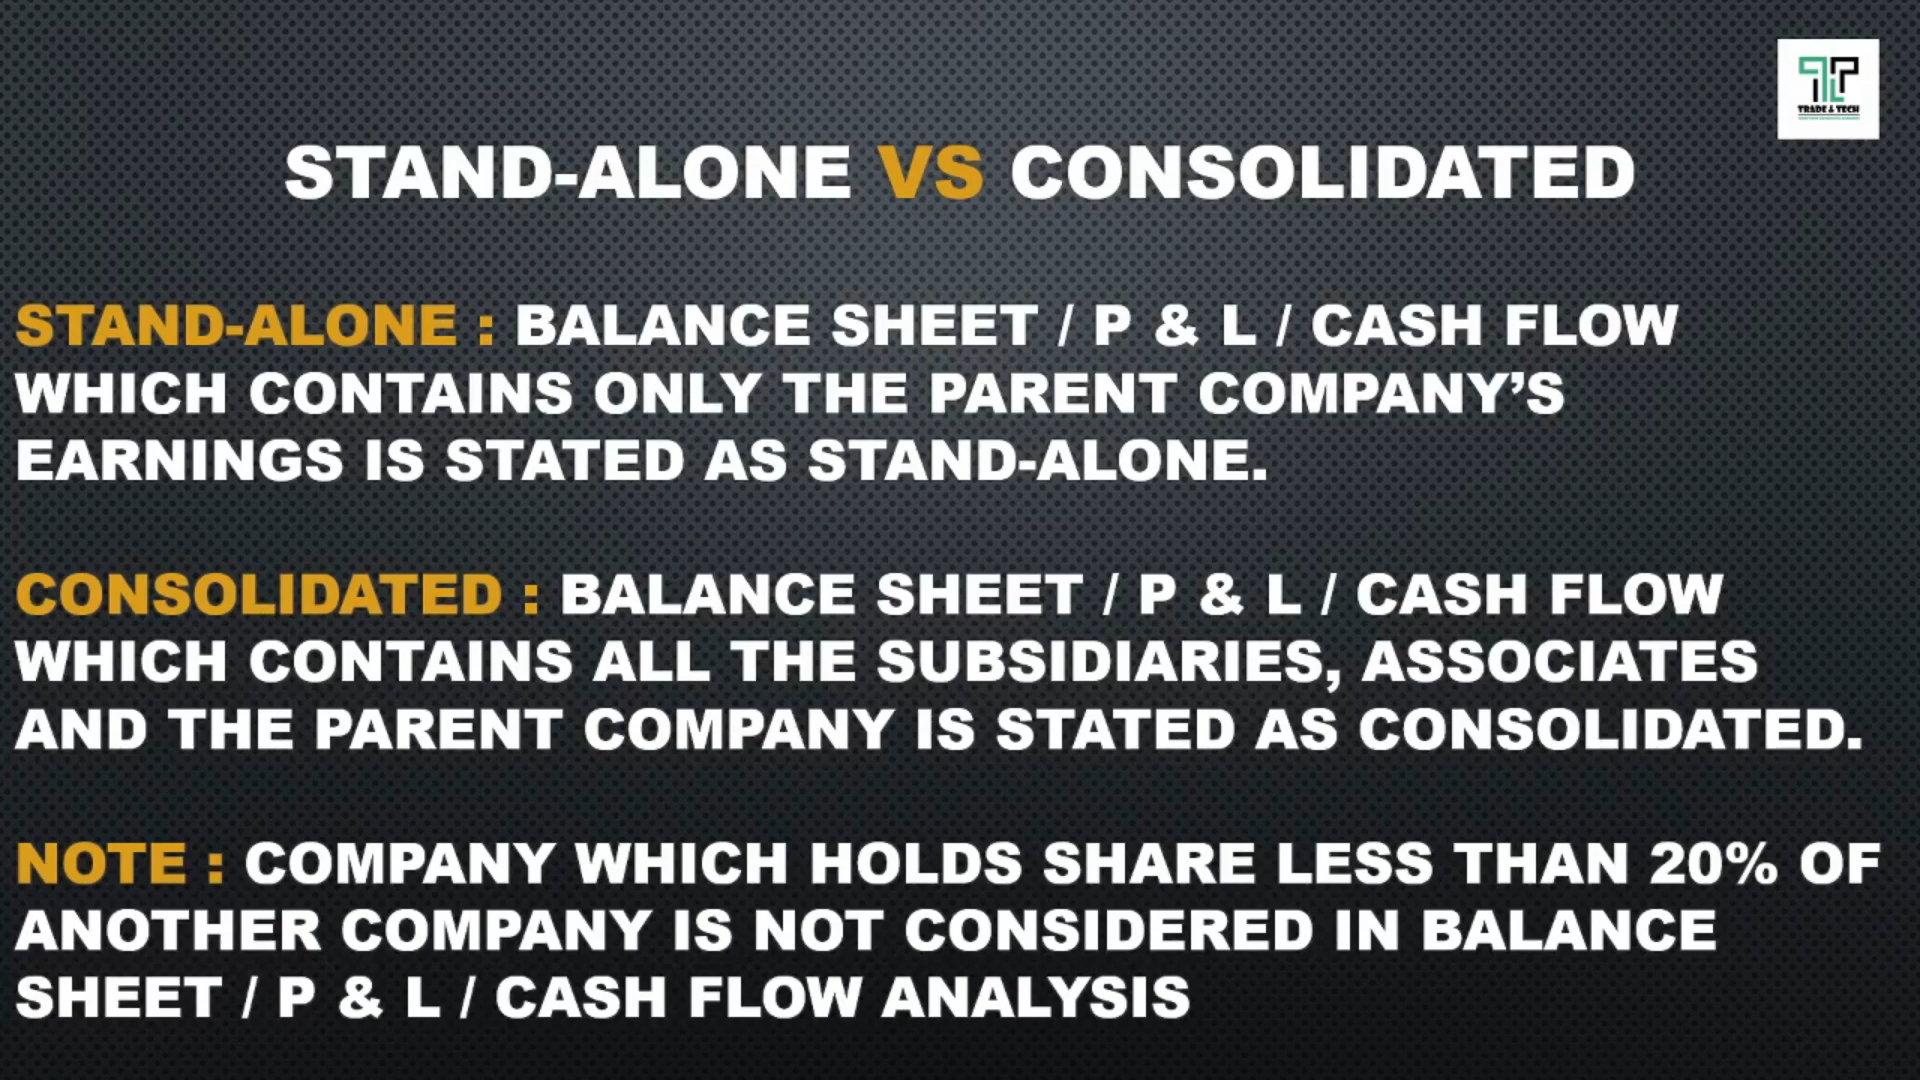 TRADE & TECH
STAND-ALONE VS CONSOLIDATED
STAND-ALONE : BALANCE SHEET / P & L / CASH FLOW
WHICH CONTAINS ONLY THE PARENT COMPANY’S
EARNINGS IS STATED AS STAND-ALONE.
CONSOLIDATED : BALANCE SHEET / P & L / CASH FLOW
WHICH CONTAINS ALL THE SUBSIDIARIES, ASSOCIATES
AND THE PARENT COMPANY IS STATED AS CONSOLIDATED.
NOTE : COMPANY WHICH HOLDS SHARE LESS THAN 20% OF
ANOTHER COMPANY IS NOT CONSIDERED IN BALANCE
SHEET / P & L / CASH FLOW ANALYSIS